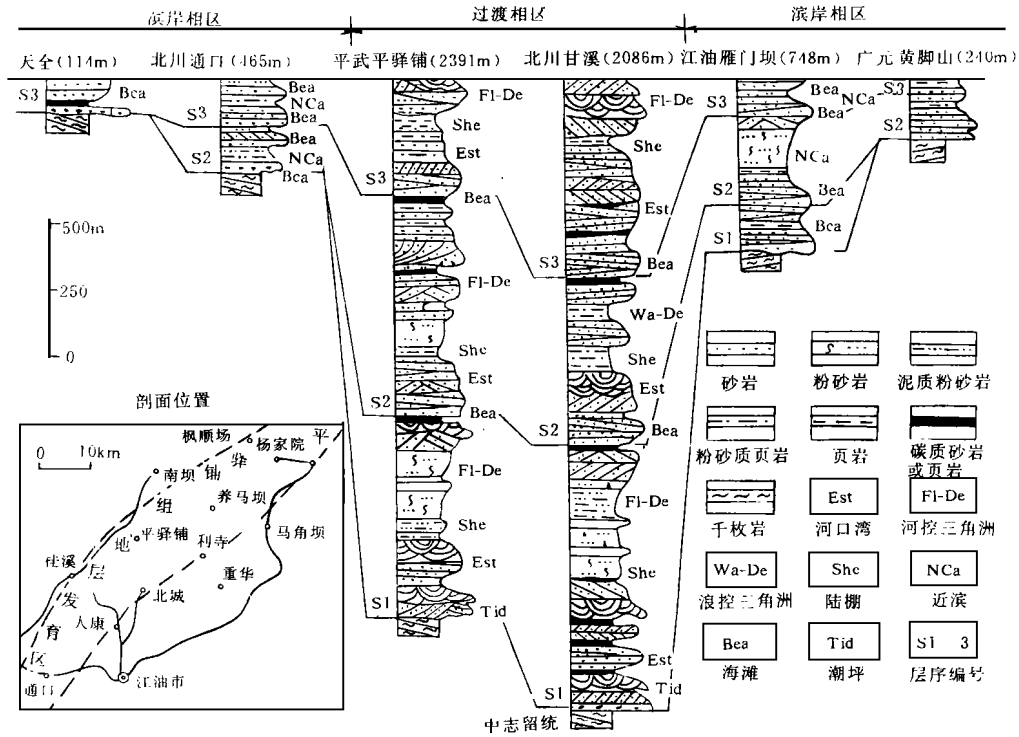 滨岸相区
过渡相区
滨岸相区
天全(114m)
北川通口(465m)
平武平驿铺(2391m)
北川甘溪(2086m)
江油雁门坝(748m)
广元黄脚山(240m)
S3
Bca
S3
S2
Bea
NCa
Bea
Bea
NCa
Bca
S3
S2
S1
Fl-De
She
Est
Bea
Fl-De
She
Est
Bea
Fl-De
She
Est
Tid
S3
S2
S1
Fl-De
She
Est
Bea
Wa-De
She
Est
Bea
Fl-De
She
Est
Tid
中志留统
S3
S2
S1
Bea
NCa
Bea
NCa
Bea
Bca
S3
S2
500m
250
0
剖面位置
0 10km
枫顺场
杨家院
平
驿
铺
组
地
层
发
育
区
南坝
养马坝
平驿铺
马角坝
利寺
桂溪
重华
北城
大康
通口
江油市
砂岩
粉砂岩
泥质粉砂岩
粉砂质页岩
页岩
碳质砂岩
或页岩
千枚岩
Est
河口湾
Fl-De
河控三角洲
Wa-De
浪控三角洲
She
陆棚
NCa
近滨
Bea
海滩
Tid
潮坪
S1 3
层序编号